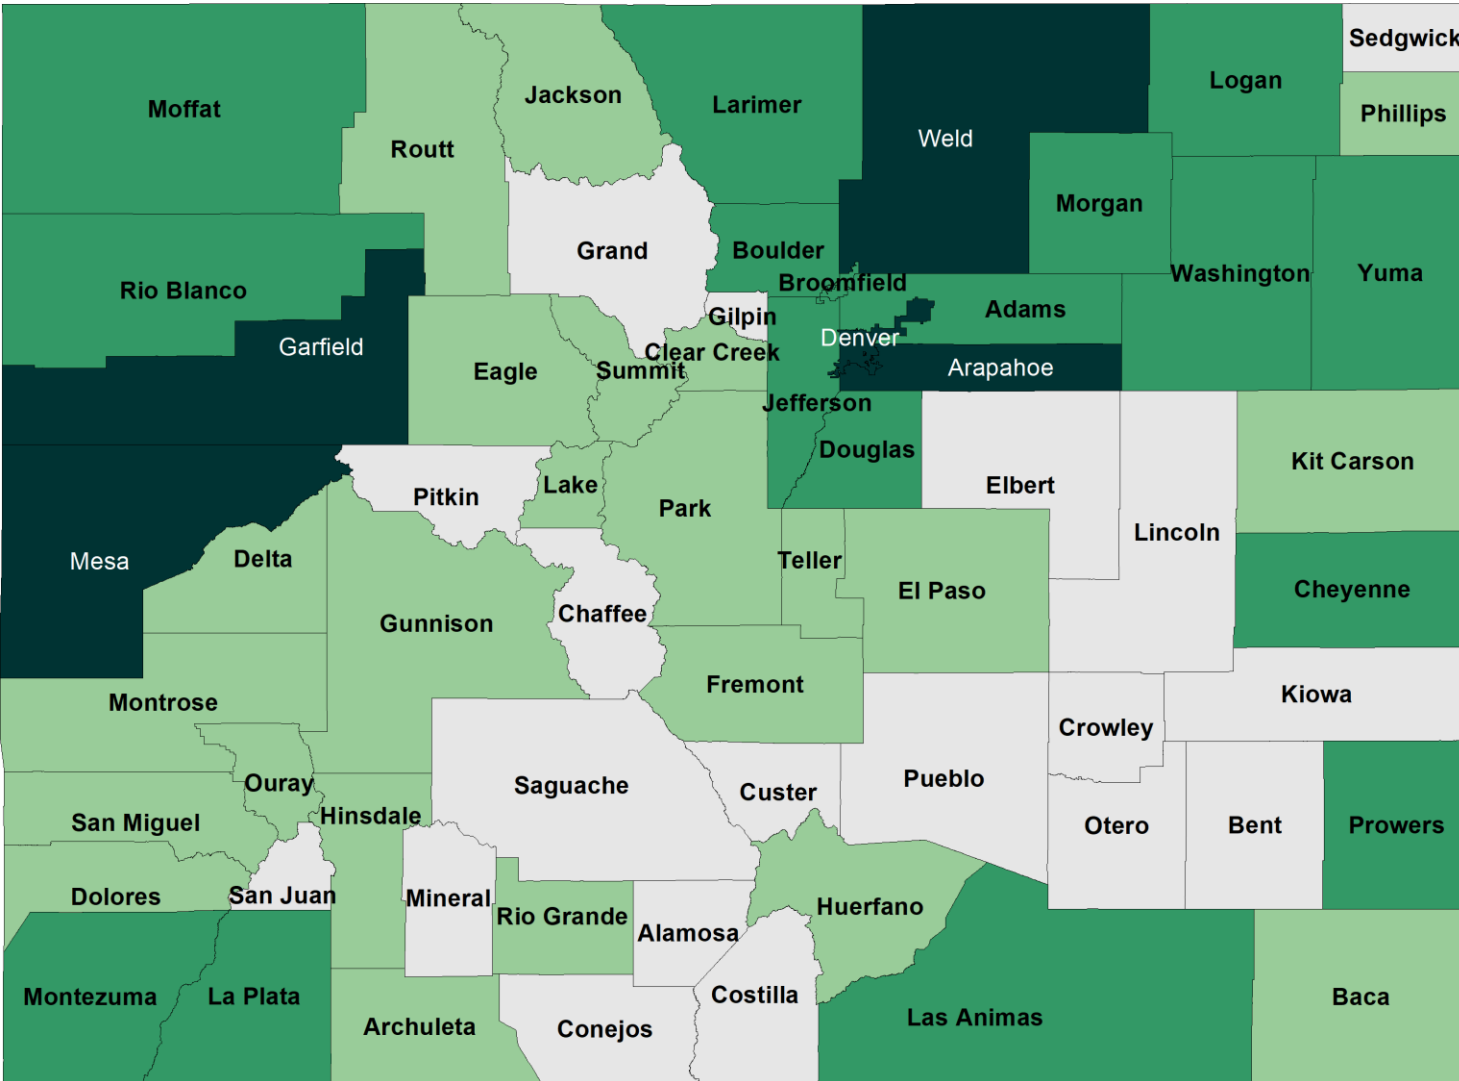 Sedgwick
Logan
Jackson
Larimer
Moffat
Phillips
Weld
Routt
Morgan
Grand
Boulder
Washington
Yuma
Broomfield
Rio Blanco
Adams
Gilpin
Denver
Garfield
Clear Creek
Arapahoe
Eagle
Summit
Jefferson
Douglas
Kit Carson
Lake
Elbert
Pitkin
Park
Lincoln
Delta
Teller
Mesa
Cheyenne
El Paso
Chaffee
Gunnison
Fremont
Kiowa
Montrose
Crowley
Pueblo
Ouray
Saguache
Custer
Hinsdale
San Miguel
Otero
Bent
Prowers
Dolores
San Juan
Mineral
Huerfano
Rio Grande
Alamosa
Montezuma
La Plata
Costilla
Baca
Las Animas
Archuleta
Conejos